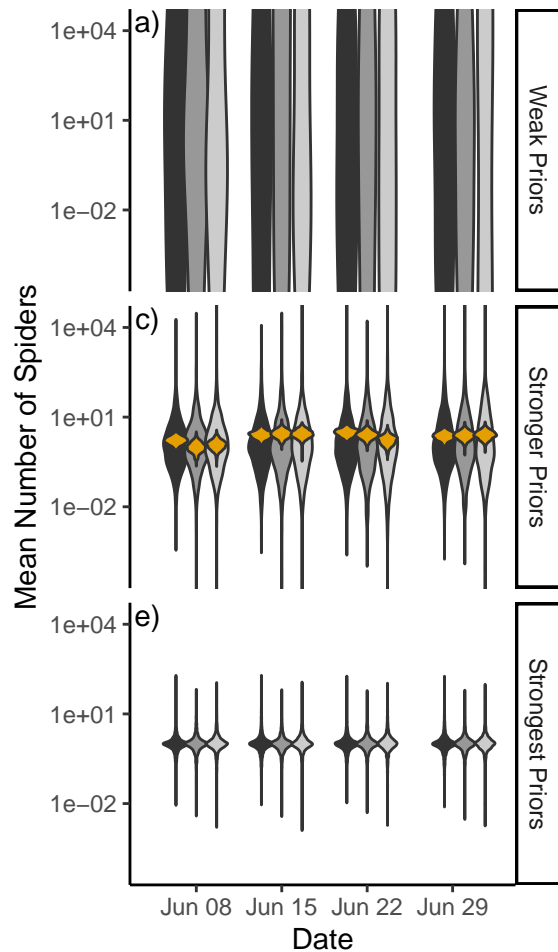 a)
1e+04
1e+01
1e−02
Weak Priors
c)
1e+04
1e+01
1e−02
Stronger Priors
e)
1e+04
1e+01
1e−02
Strongest Priors
Mean Number of Spiders
Jun 08 Jun 15 Jun 22 Jun 29
Date